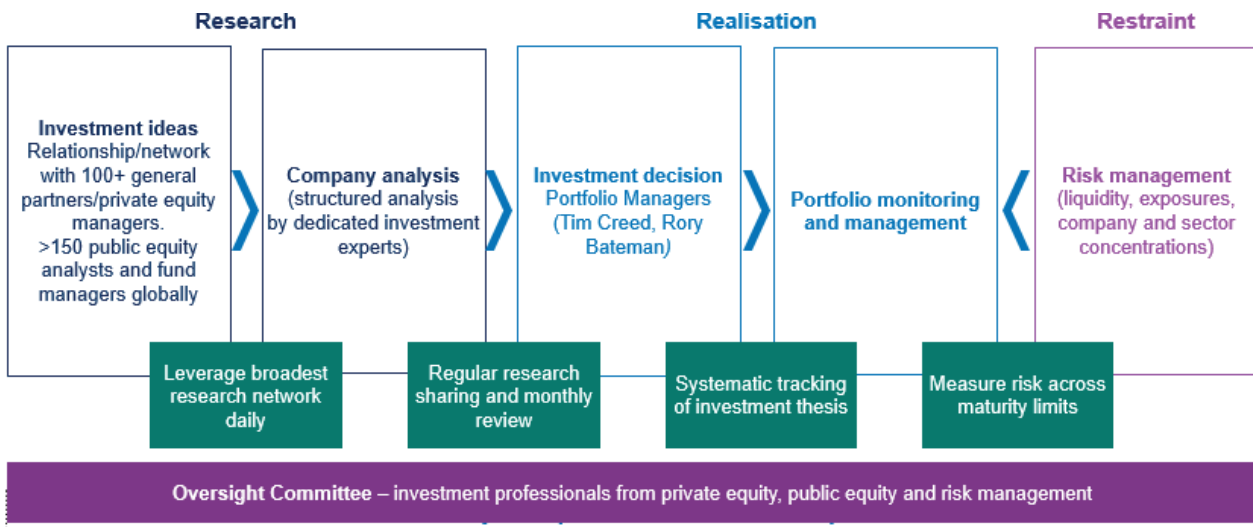 Research
Realisation
Restraint
Investment ideas
Relationship/network
with 100+ general
partners/private equity
managers.
>150 public equity
analysts and fund
managers globally
Company analysis
(structured analysis
by dedicated investment
experts)
Investment decision
Portfolio Managers
(Tim Creed, Rory
Bateman)
Portfolio monitoring
and management
Risk management
(liquidity, exposures,
company and sector
concentrations)
Leverage broadest
research network
daily
Regular research
sharing and monthly
review
Systematic tracking
of investment thesis
Measure risk across
maturity limits
Oversight Committee – investment professionals from private equity, public equity and risk management